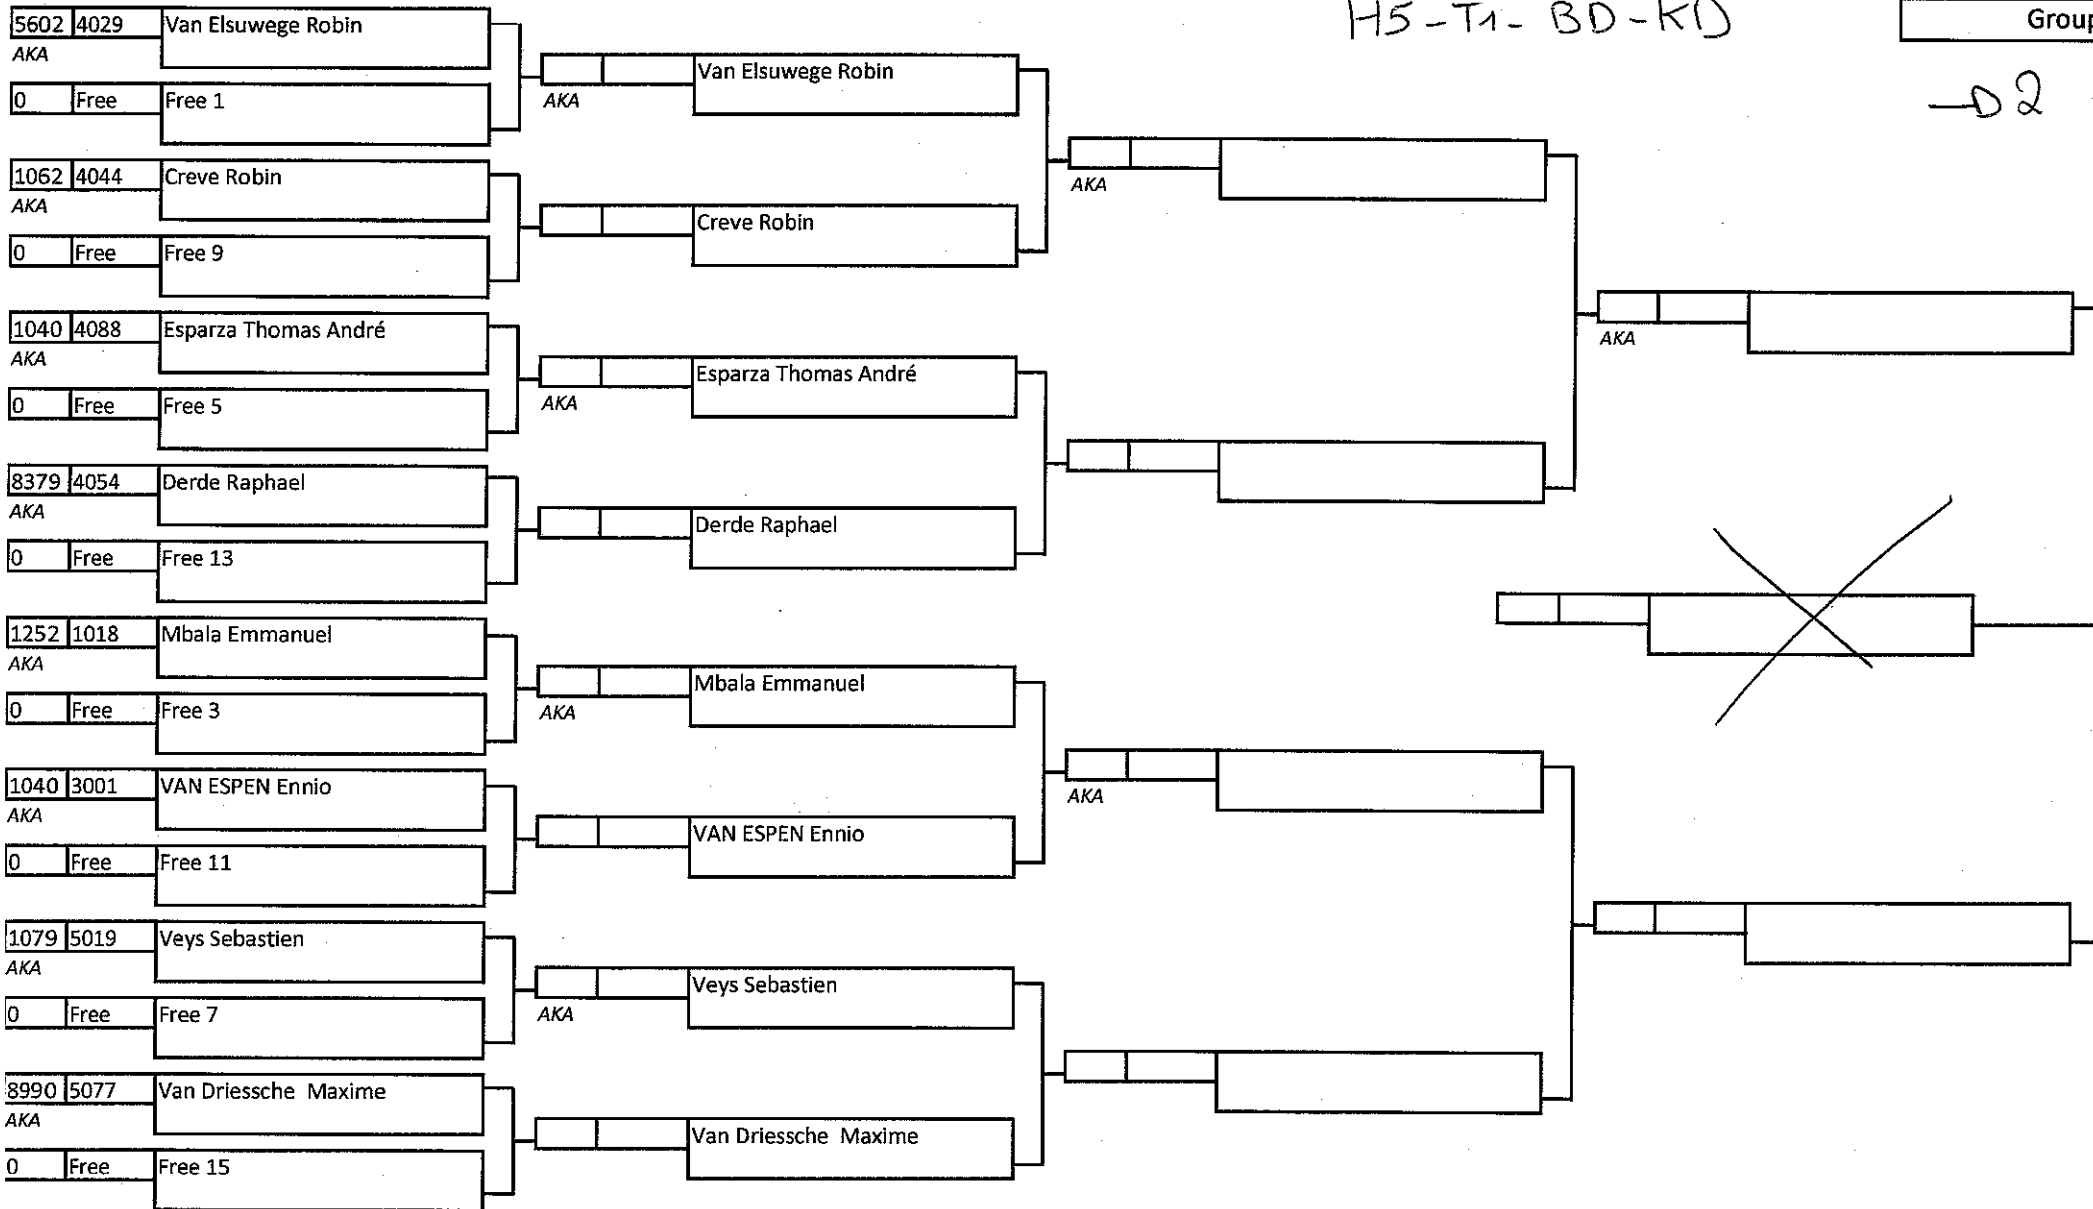 H5-T1-BD-KD
Group
D2
5602 4029 Van Elsuwege Robin
AKA
0 Free Free 1
1062 4044 Creve Robin
AKA
0 Free Free 9
1040 4088 Esparza Thomas André
AKA
0 Free Free 5
8379 4054 Derde Raphael
AKA
0 Free Free 13
1252 1018 Mbala Emmanuel
AKA
0 Free Free 3
1040 3001 VAN ESPEN Ennio
AKA
0 Free Free 11
1079 5019 Veys Sebastien
AKA
0 Free Free 7
8990 5077 Van Driessche Maxime
AKA
0 Free Free 15
Van Elsuwege Robin
AKA
Creve Robin
Esparza Thomas André
AKA
Derde Raphael
Mbala Emmanuel
AKA
VAN ESPEN Ennio
Veys Sebastien
AKA
Van Driessche Maxime
AKA
AKA
AKA